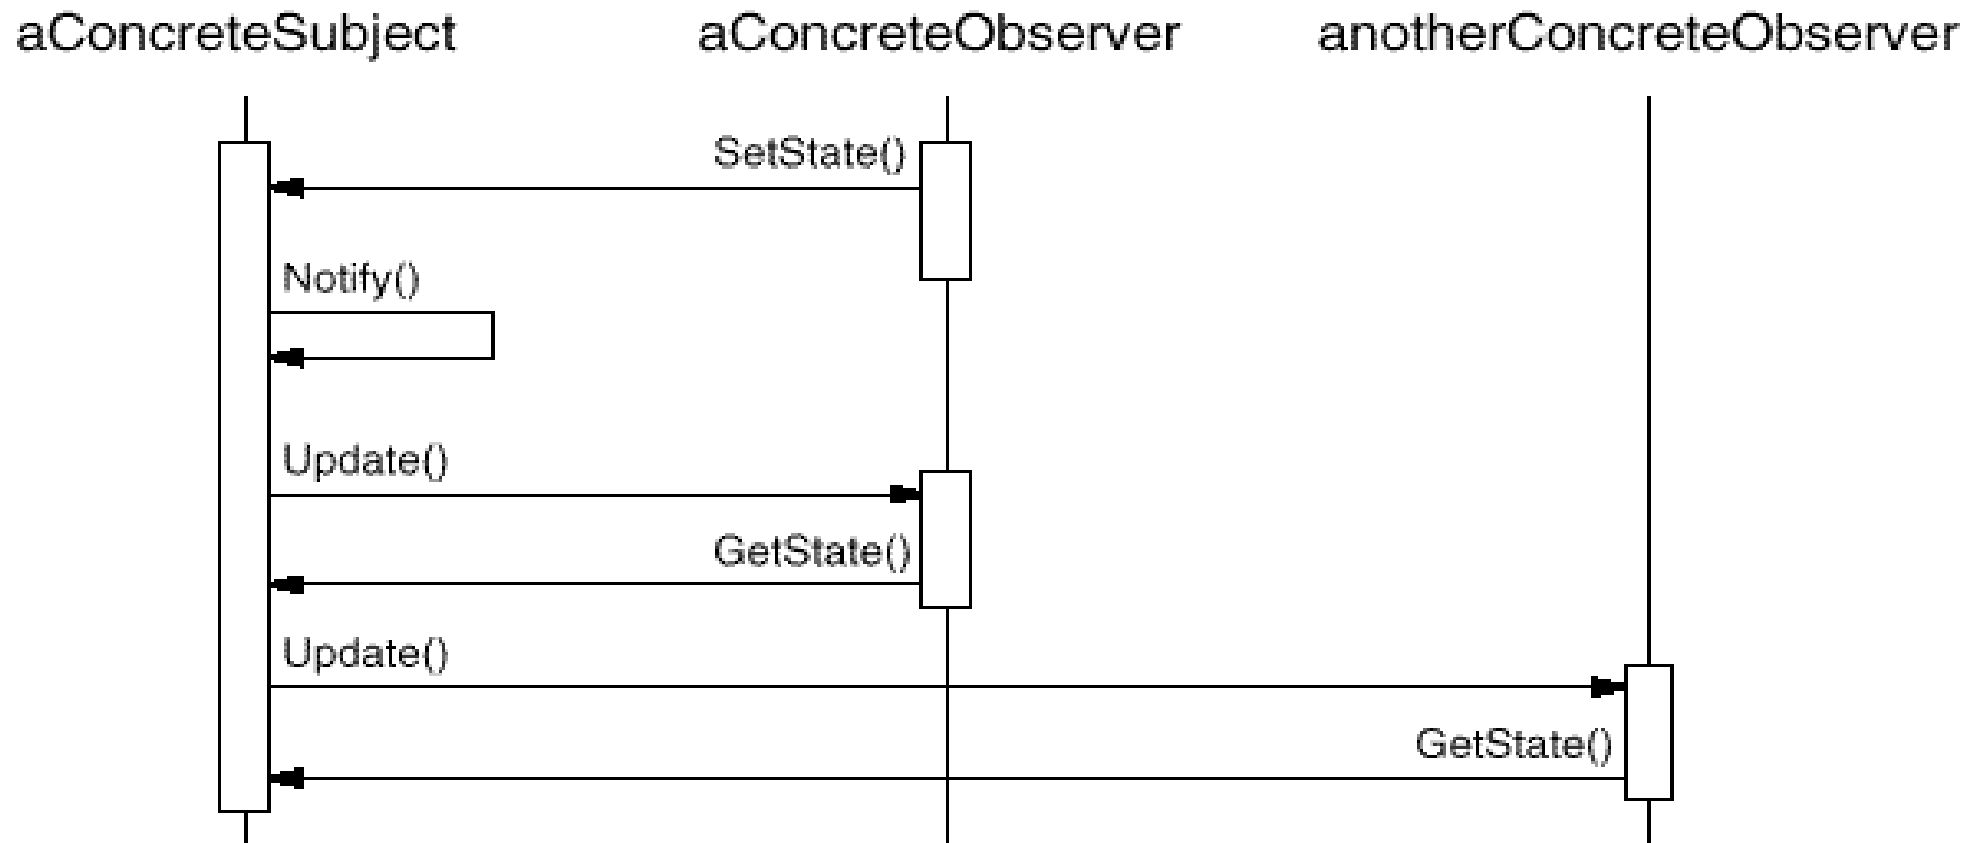 aConcreteSubject aConcreteObserver anotherConcreteObserver
SetState()
Notify()
Update()
GetState()
Update()
GetState()